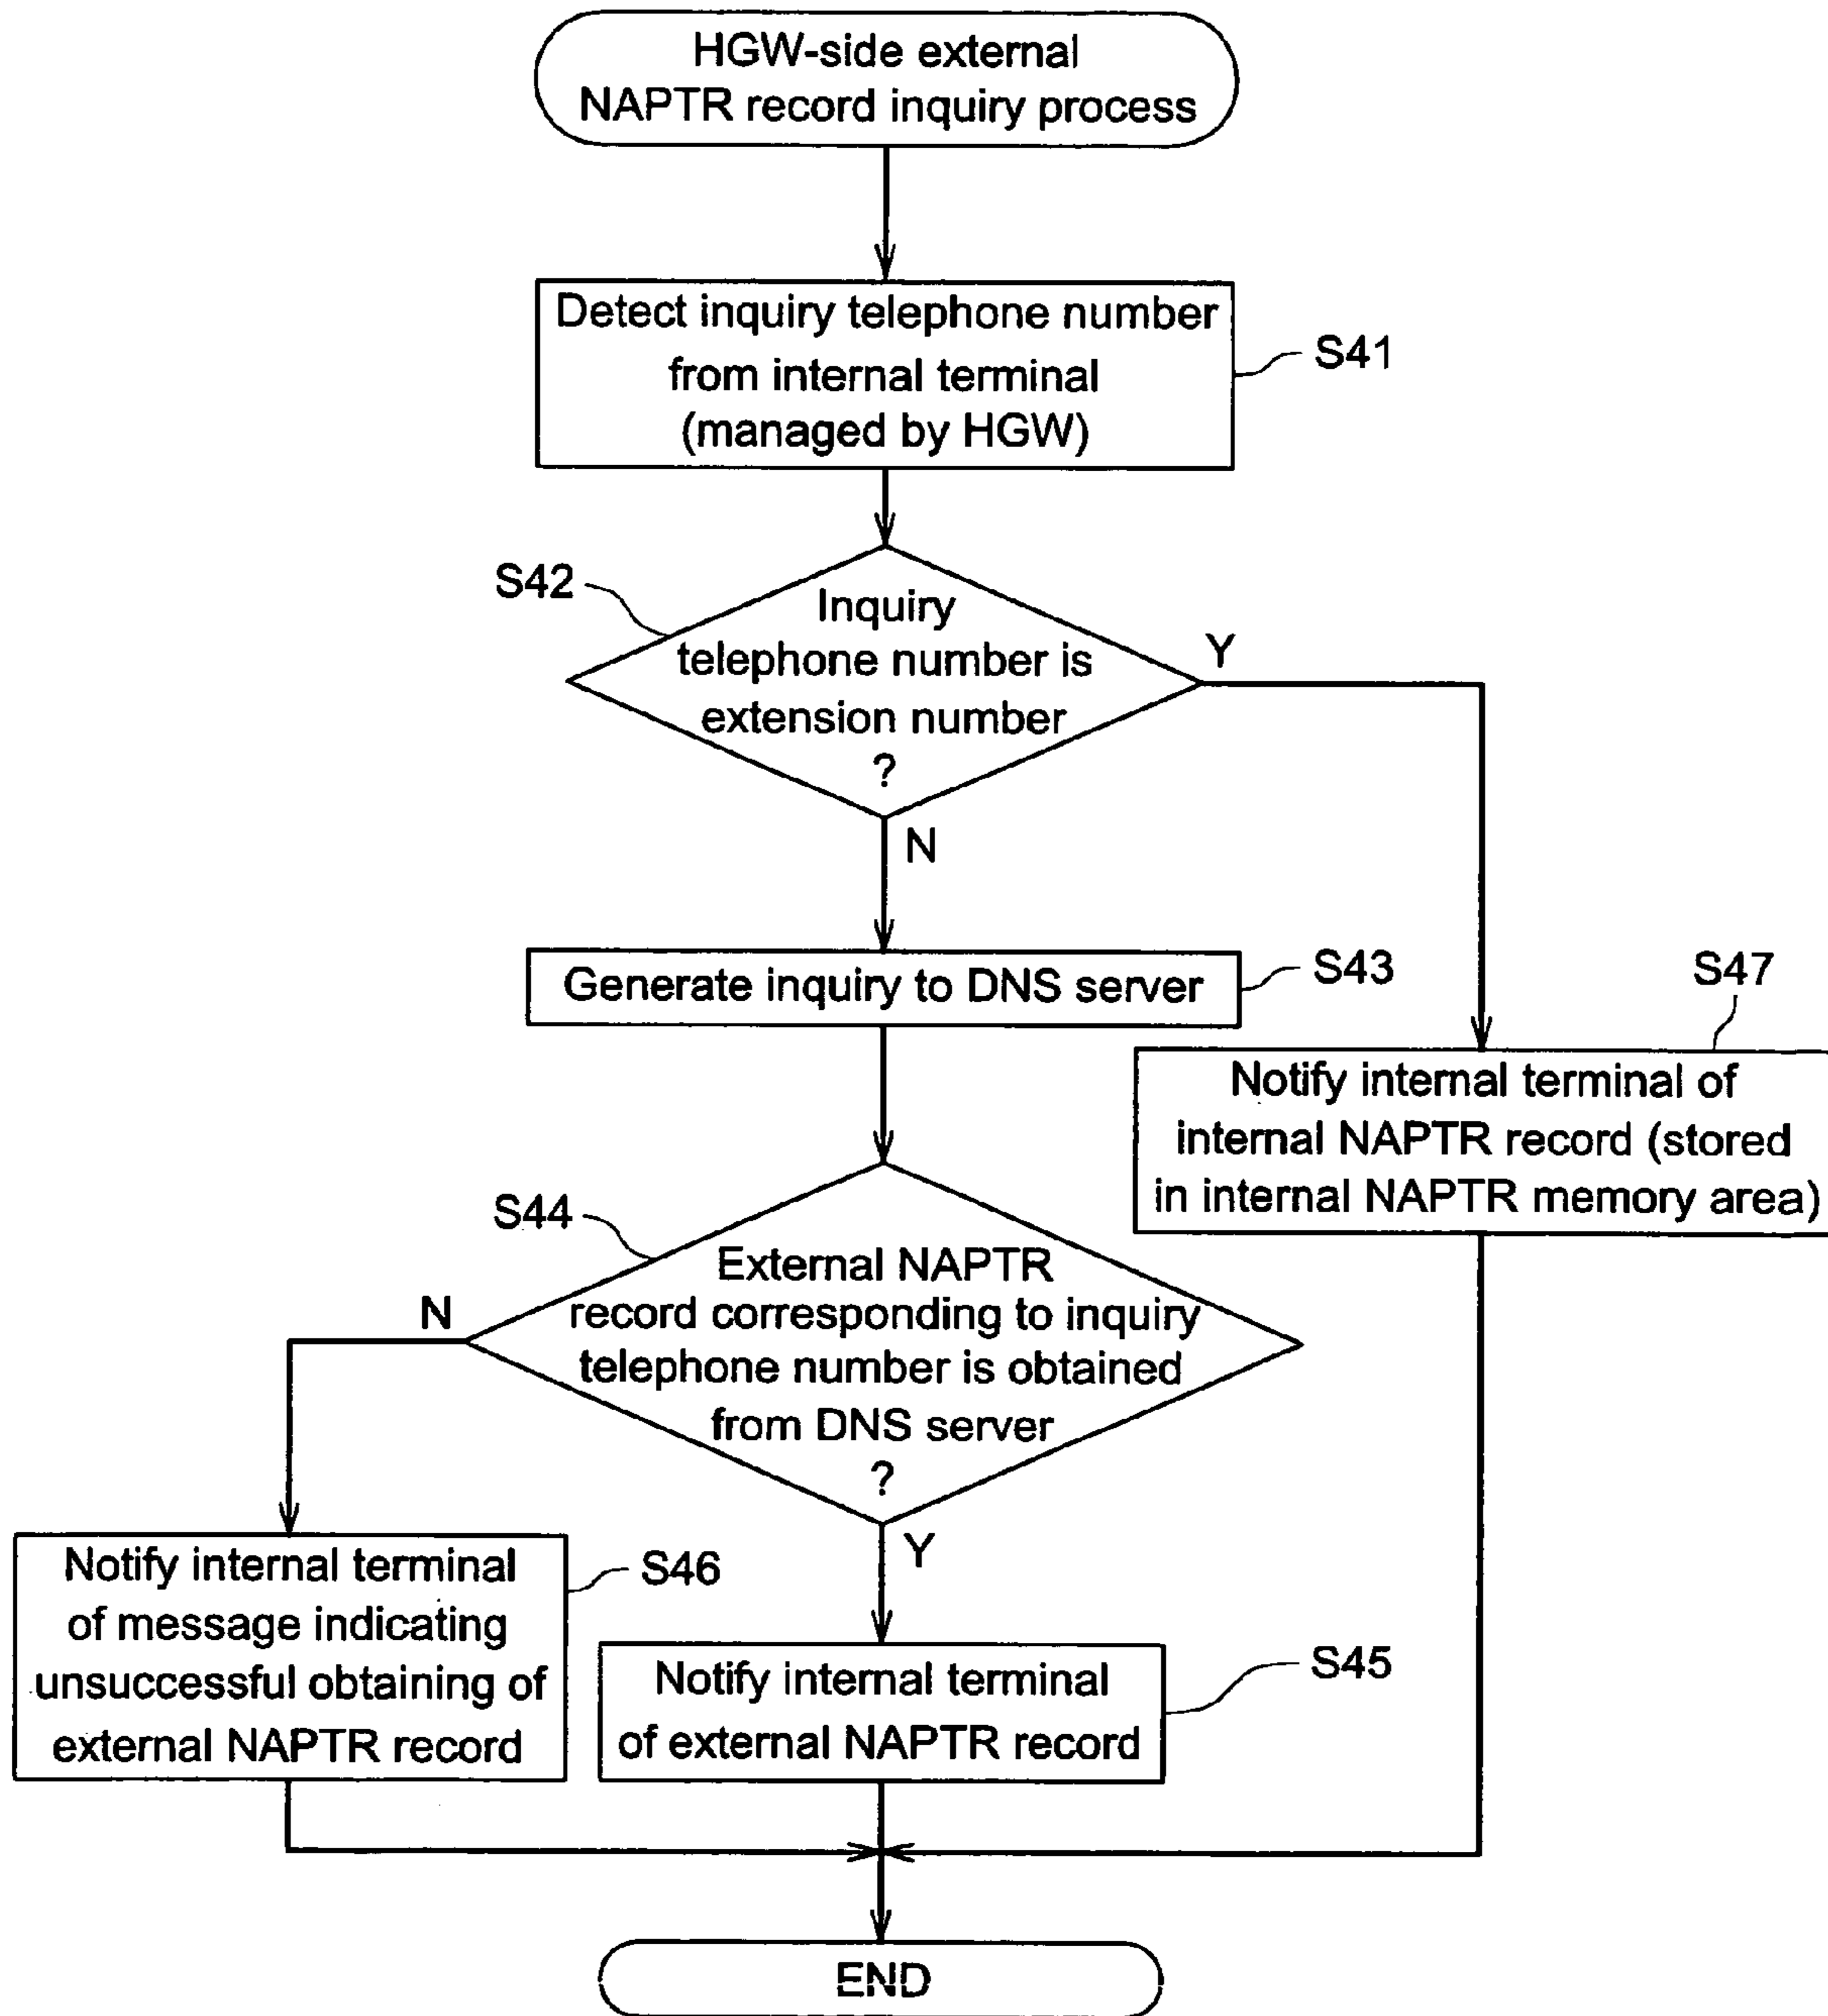 HGW-side external
NAPTR record inquiry process
Detect inquiry telephone number
from internal terminal
(managed by HGW)
S41
S42
Inquiry
telephone number is
extension number
?
Y
N
Generate inquiry to DNS server
S43
S47
Notify internal terminal of
internal NAPTR record (stored
in internal NAPTR memory area)
S44
External NAPTR
record corresponding to inquiry
telephone number is obtained
from DNS server
?
N
Y
Notify internal terminal
of message indicating
unsuccessful obtaining of
external NAPTR record
S46
Notify internal terminal
of external NAPTR record
S45
END